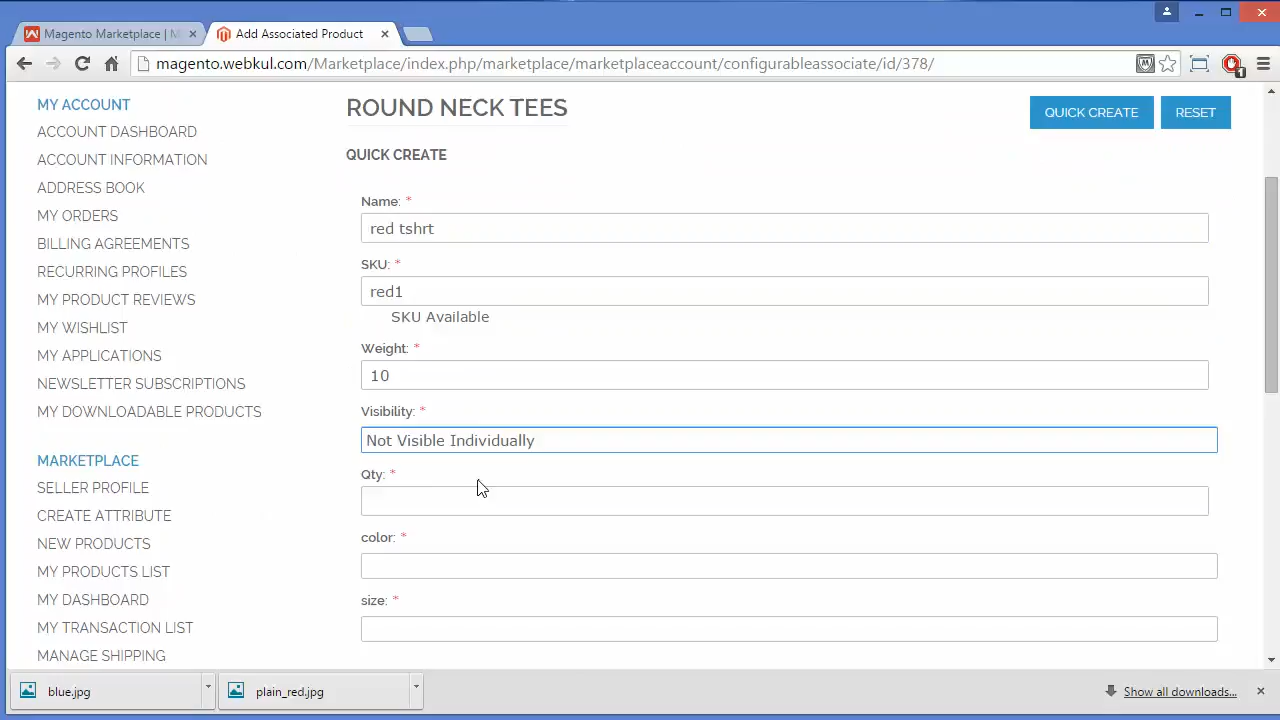 Magento Marketplace | M
Add Associated Product
magento.webkul.com/Marketplace/index.php/marketplace/marketplaceaccount/configurableassociate/id/378/
MY ACCOUNT
ACCOUNT DASHBOARD
ACCOUNT INFORMATION
ADDRESS BOOK
MY ORDERS
BILLING AGREEMENTS
RECURRING PROFILES
MY PRODUCT REVIEWS
MY WISHLIST
MY APPLICATIONS
NEWSLETTER SUBSCRIPTIONS
MY DOWNLOADABLE PRODUCTS
MARKETPLACE
SELLER PROFILE
CREATE ATTRIBUTE
NEW PRODUCTS
MY PRODUCTS LIST
MY DASHBOARD
MY TRANSACTION LIST
MANAGE SHIPPING
ROUND NECK TEES
QUICK CREATE
RESET
QUICK CREATE
Name: *
red tshrt
SKU: *
red1
SKU Available
Weight: *
10
Visibility: *
Not Visible Individually
Qty: *
color: *
size: *
blue.jpg
plain_red.jpg
Show all downloads...
1